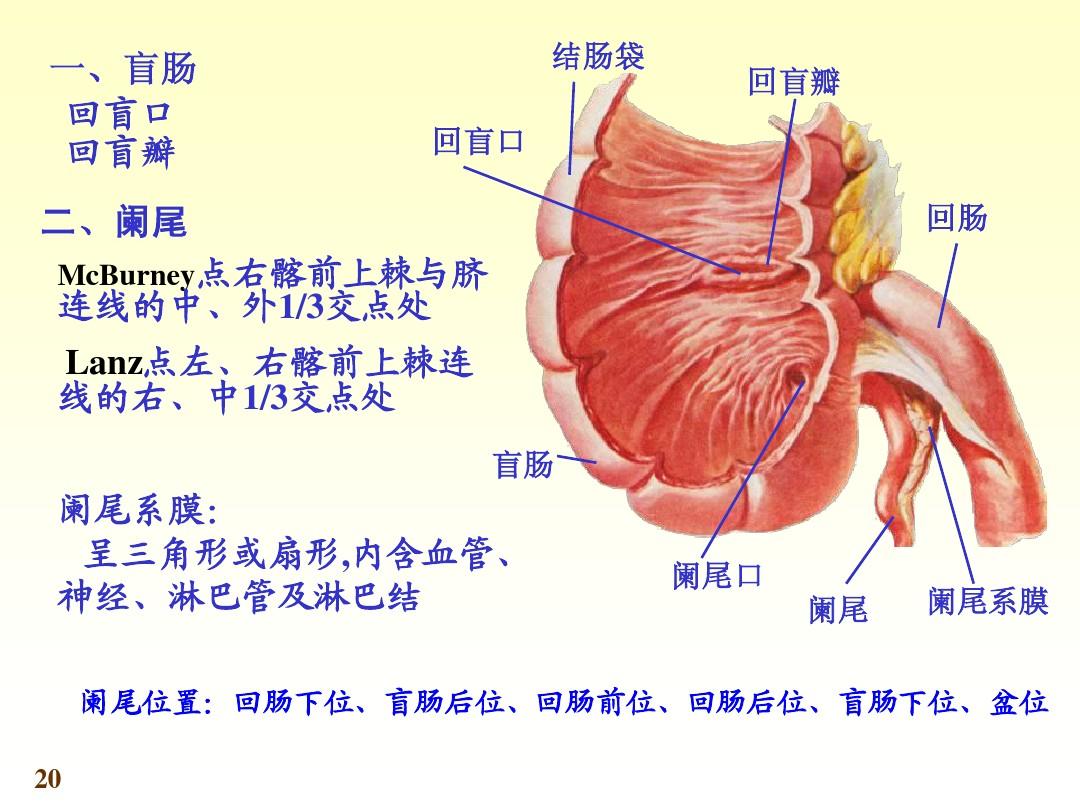 一、盲肠
回盲口
回盲瓣
二、阑尾
McBurney点右髂前上棘与脐
连线的中、外1/3交点处
Lanz点左、右髂前上棘连
线的右、中1/3交点处
阑尾系膜:
呈三角形或扇形,内含血管、
神经、淋巴管及淋巴结
结肠袋
回盲瓣
回盲口
回肠
盲肠
阑尾口
阑尾
阑尾系膜
阑尾位置：回肠下位、盲肠后位、回肠前位、回肠后位、盲肠下位、盆位
20